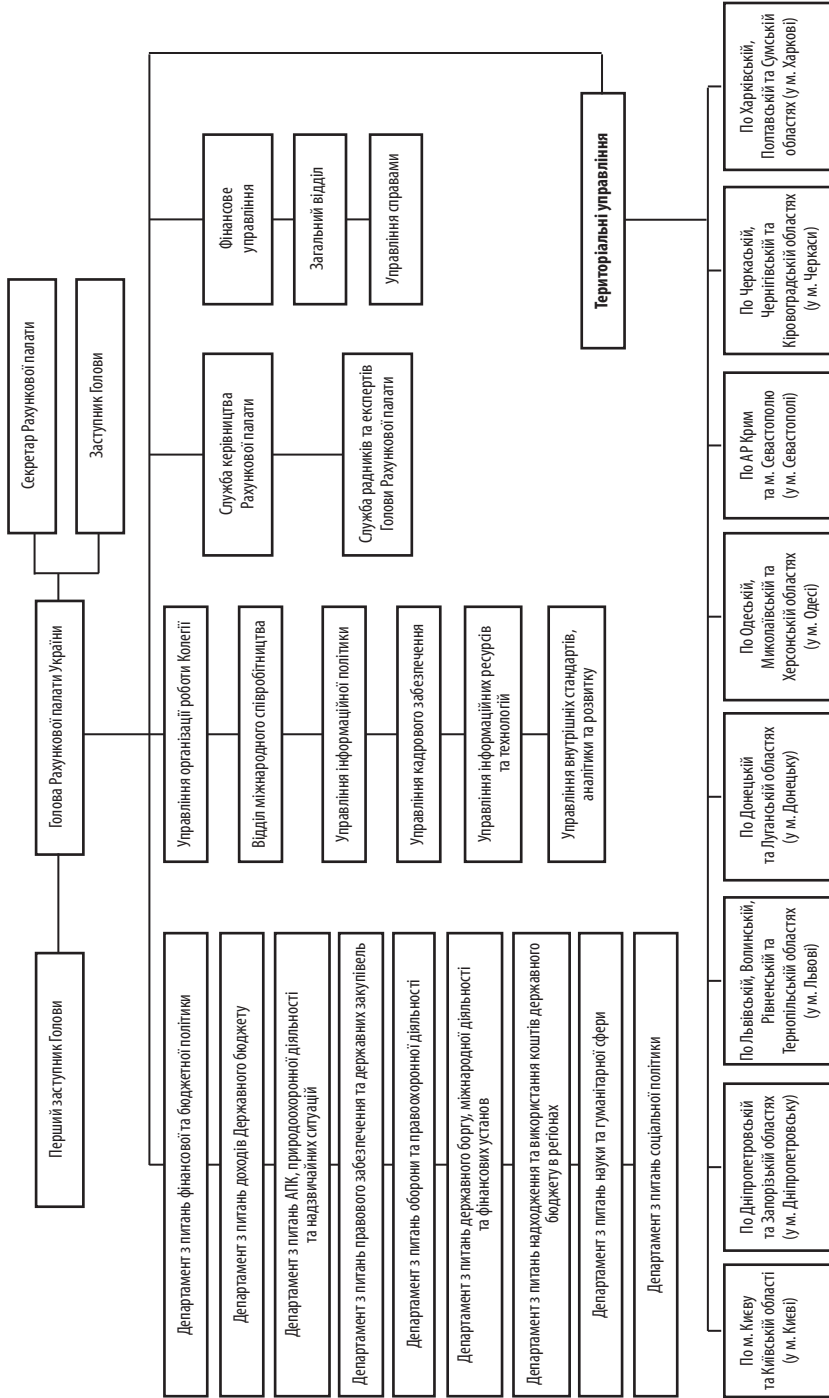 Перший заступник Голови
Голова Рахункової палати України
Секретар Рахункової палати
Заступник Голови
Департамент з питань фінансової та бюджетної політики
Департамент з питань доходів Державного бюджету
Департамент з питань АПК, природоохоронної діяльності
та надзвичайних ситуацій
Департамент з питань правового забезпечення та державних закупівель
Департамент з питань оборони та правоохоронної діяльності
Департамент з питань державного боргу, міжнародної діяльності
та фінансових установ
Департамент з питань надходження та використання коштів державного
бюджету в регіонах
Департамент з питань науки та гуманітарної сфери
Департамент з питань соціальної політики
Управління організації роботи Колегії
Відділ міжнародного співробітництва
Управління інформаційної політики
Управління кадрового забезпечення
Управління інформаційних ресурсів
та технологій
Управління внутрішніх стандартів,
аналітики та розвитку
Служба керівництва
Рахункової палати
Служба радників та експертів
Голови Рахункової палати
Фінансове
управління
Загальний відділ
Управління справами
Територіальні управління
По м. Києву
та Київській області
(у м. Києві)
По Дніпропетровській
та Запорізькій областях
(у м. Дніпропетровську)
По Львівській, Волинській,
Рівненській та
Тернопільській областях
(у м. Львові)
По Донецькій
та Луганській областях
(у м. Донецьку)
По Одеській,
Миколаївській та
Херсонській областях
(у м. Одесі)
По АР Крим
та м. Севастополю
(у м. Севастополі)
По Черкаській,
Чернігівській та
Кіровоградській областях
(у м. Черкаси)
По Харківській,
Полтавській та Сумській
областях (у м. Харкові)